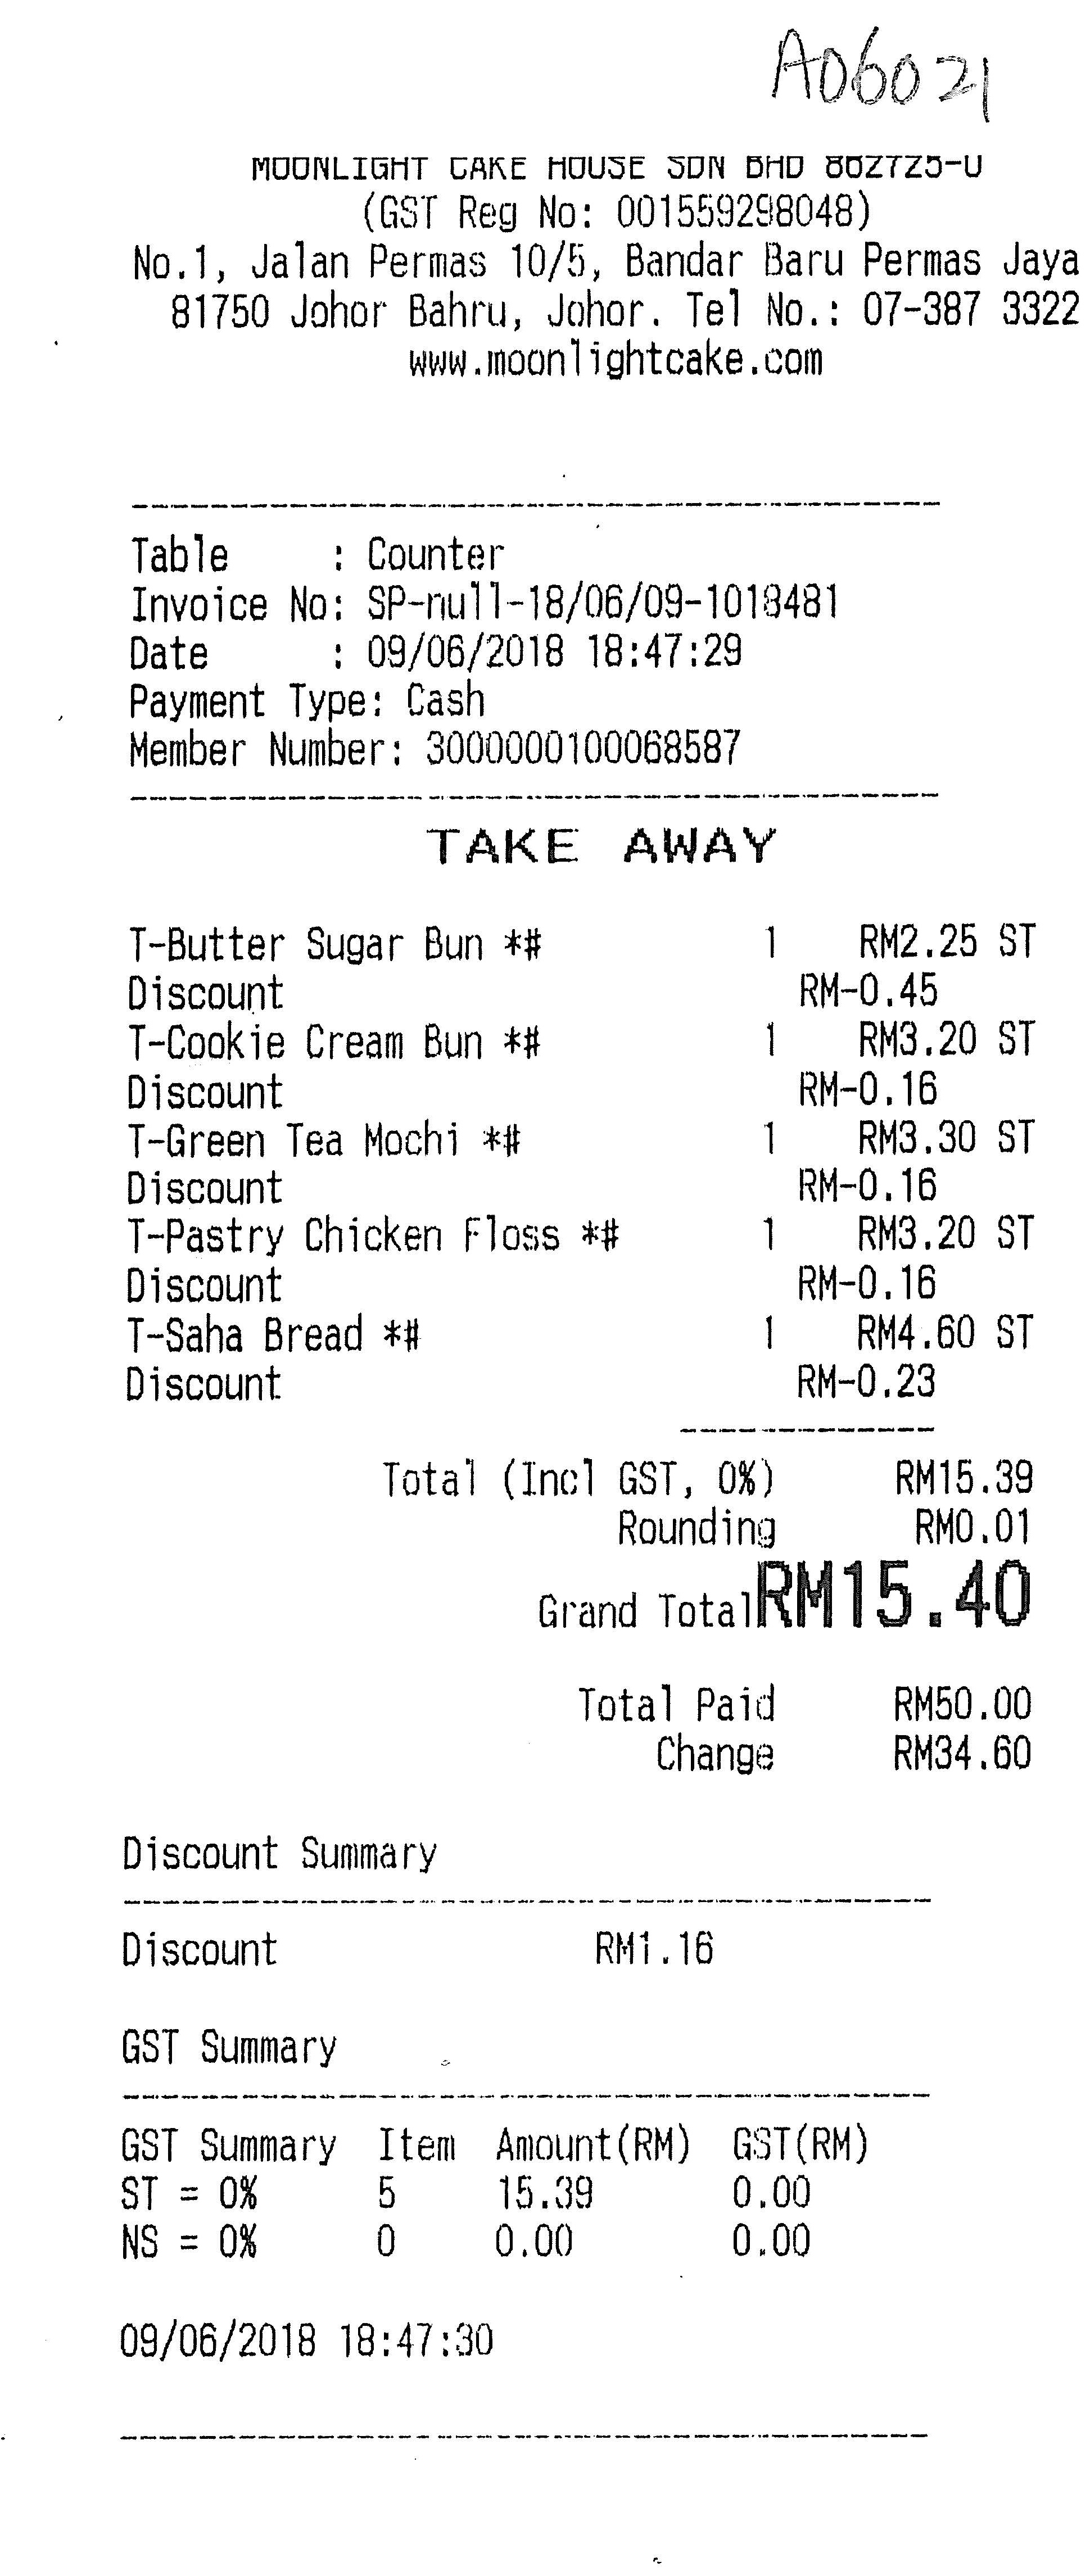 A06021
MOONLIGHT CAKE HOUSE SDN BHD 862725-U
(GST Reg No: 001559298048)
No.1, Jalan Permas 10/5, Bandar Baru Permas Jaya
81750 Johor Bahru, Johor. Tel No.: 07-387 3322
www.moonlightcake.com
Table : Counter
Invoice No: SP-null-18/06/09-1018481
Date : 09/06/2018 18:47:29
Payment Type: Cash
Member Number: 3000000100068587
TAKE AWAY
T-Butter Sugar Bun *# 1 RM2.25 ST
Discount RM-0.45
T-Cookie Cream Bun *# 1 RM3.20 ST
Discount RM-0.16
T-Green Tea Mochi *# 1 RM3.30 ST
Discount RM-0.16
T-Pastry Chicken Floss *# 1 RM3.20 ST
Discount RM-0.16
T-Saha Bread *# 1 RM4.60 ST
Discount RM-0.23
Total (Incl GST, 0%) RM15.39
Rounding RM0.01
Grand Total RM15.40
Total Paid RM50.00
Change RM34.60
Discount Summary
Discount RM1.16
GST Summary
GST Summary Item Amount(RM) GST(RM)
ST = 0% 5 15.39 0.00
NS = 0% 0 0.00 0.00
09/06/2018 18:47:30